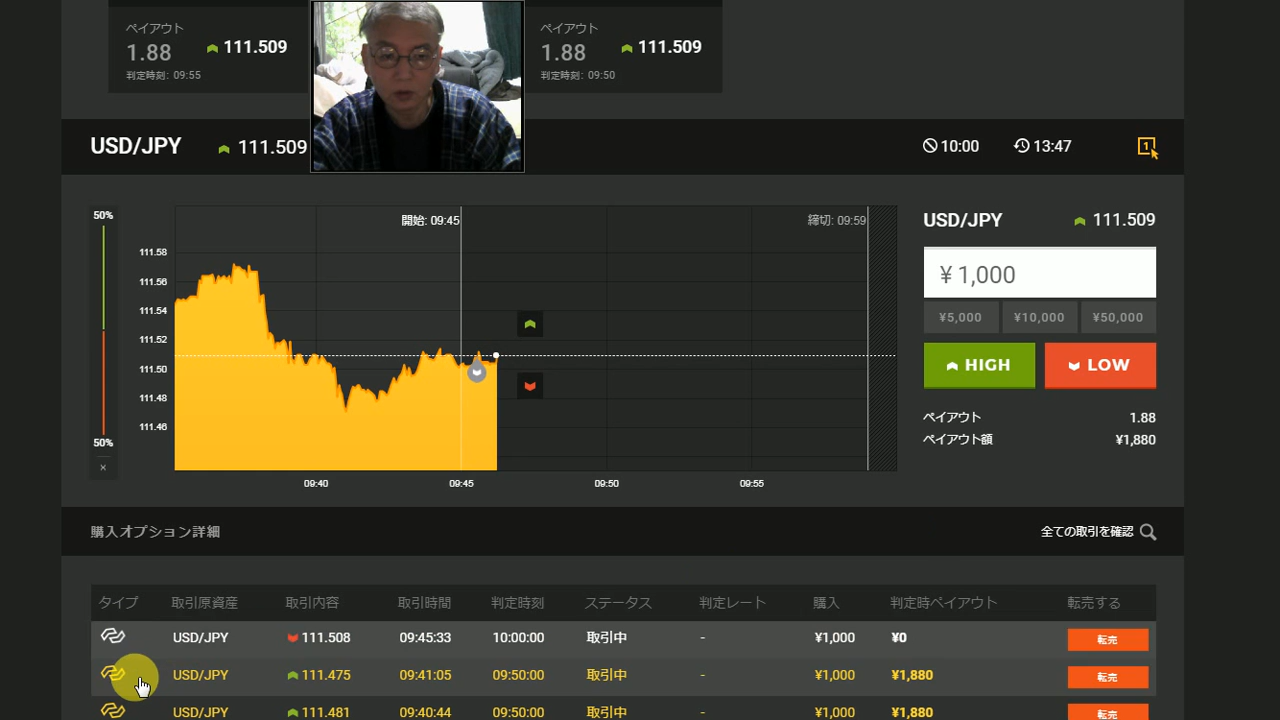 ペイアウト
1.88 111.509
判定時刻: 09:55
ペイアウト
1.88 111.509
判定時刻: 09:50
USD/JPY 111.509
10:00 13:47 1
50%
50%
×
開始: 09:45 締切: 09:59
111.58
111.56
111.54
111.52
111.50
111.48
111.46
09:40 09:45 09:50 09:55
USD/JPY 111.509
¥ 1,000
¥5,000 ¥10,000 ¥50,000
HIGH LOW
ペイアウト 1.88
ペイアウト額 ¥1,880
購入オプション詳細 全ての取引を確認
タイプ 取引原資産 取引内容 取引時間 判定時刻 ステータス 判定レート 購入 判定時ペイアウト 転売する
USD/JPY 111.508 09:45:33 10:00:00 取引中 - ¥1,000 ¥0 転売
USD/JPY 111.475 09:41:05 09:50:00 取引中 - ¥1,000 ¥1,880 転売
USD/JPY 111.481 09:40:44 09:50:00 取引中 - ¥1,000 ¥1,880 転売